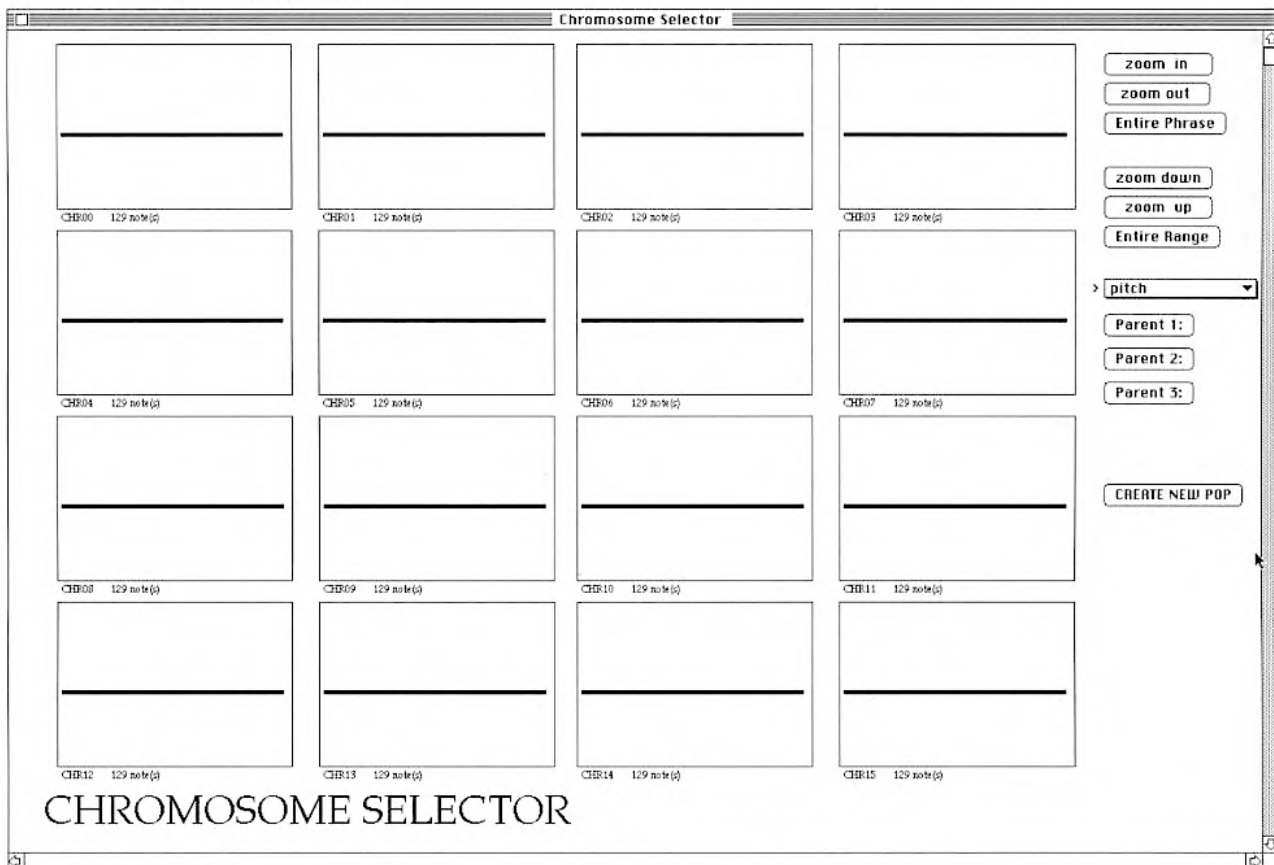 Chromosome Selector
zoom in
zoom out
Entire Phrase
CHR00 129 note(s) CHR01 129 note(s) CHR02 129 note(s) CHR03 129 note(s)
zoom down
zoom up
Entire Range
> pitch
Parent 1:
Parent 2:
Parent 3:
CHR04 129 note(s) CHR05 129 note(s) CHR06 129 note(s) CHR07 129 note(s)
CREATE NEW POP
CHR08 129 note(s) CHR09 129 note(s) CHR10 129 note(s) CHR11 129 note(s)
CHR12 129 note(s) CHR13 129 note(s) CHR14 129 note(s) CHR15 129 note(s)
CHROMOSOME SELECTOR